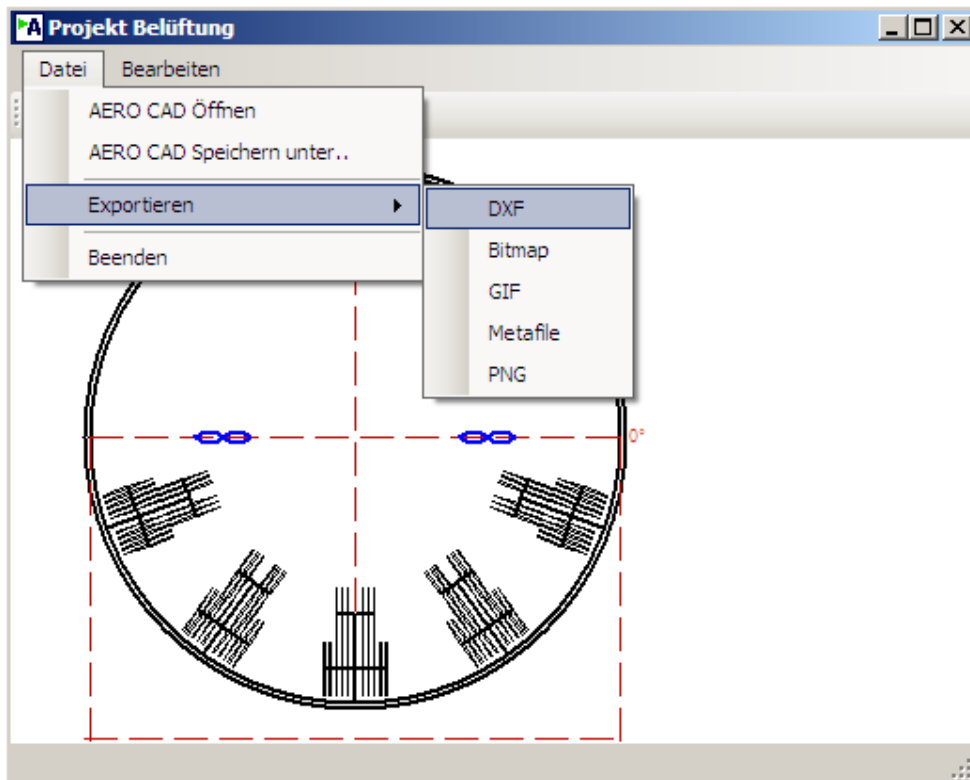 Projekt Belüftung
Datei Bearbeiten
AERO CAD Öffnen
AERO CAD Speichern unter..
Exportieren
Beenden
DXF
Bitmap
GIF
Metafile
PNG
0°